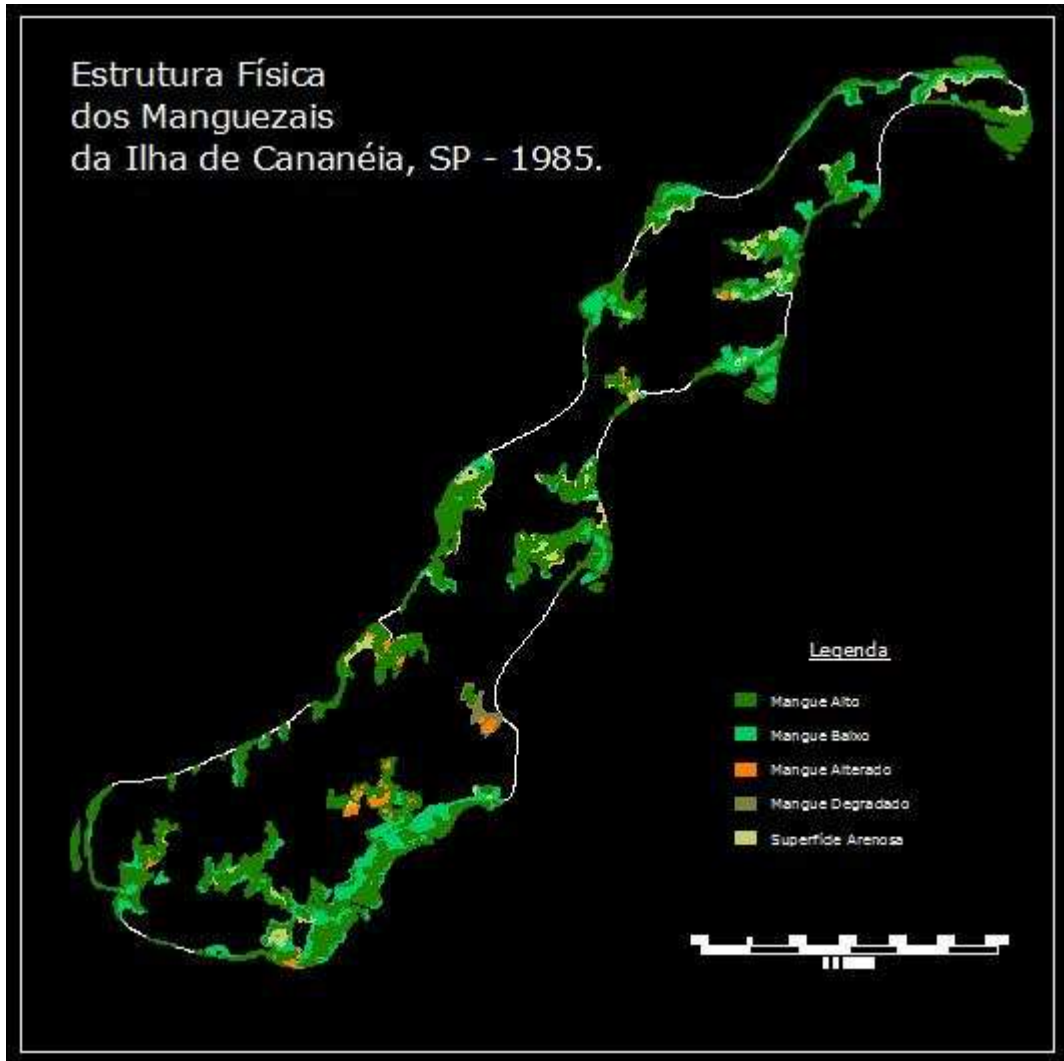 Estrutura Física
dos Manguezais
da Ilha de Cananéia, SP - 1985.
Legenda
Mangue Alto
Mangue Baixo
Mangue Alterado
Mangue Degradado
Superfície Arenosa